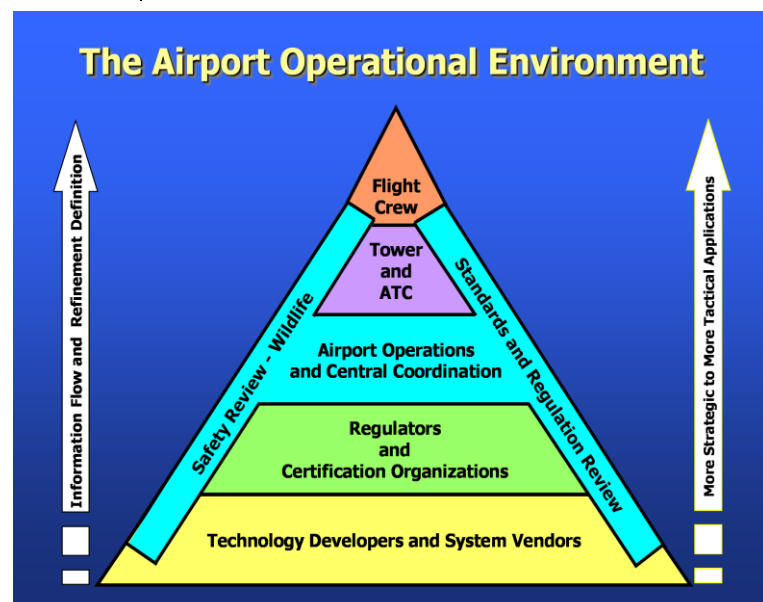 The Airport Operational Environment
Information Flow and Refinement Definition
Flight
Crew
Tower
and
ATC
Safety Review - Wildlife
Standards and Regulation Review
Airport Operations
and Central Coordination
Regulators
and
Certification Organizations
Technology Developers and System Vendors
More Strategic to More Tactical Applications